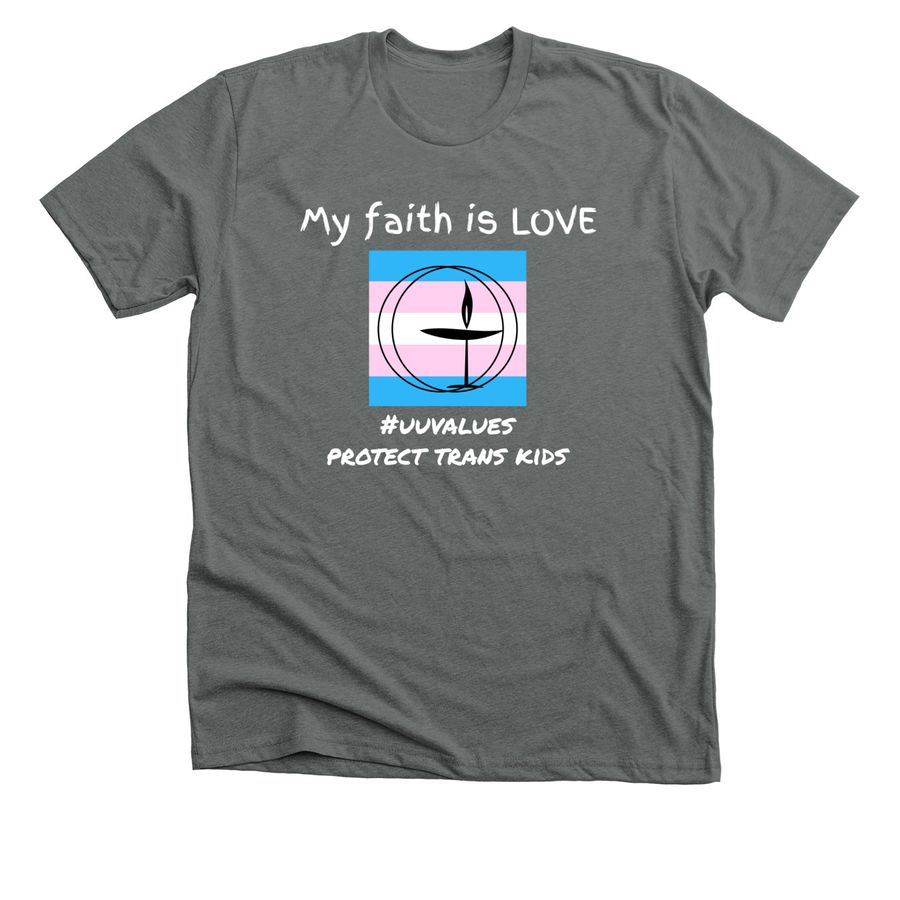 My faith is LOVE
#UUVALUES
PROTECT TRANS KIDS